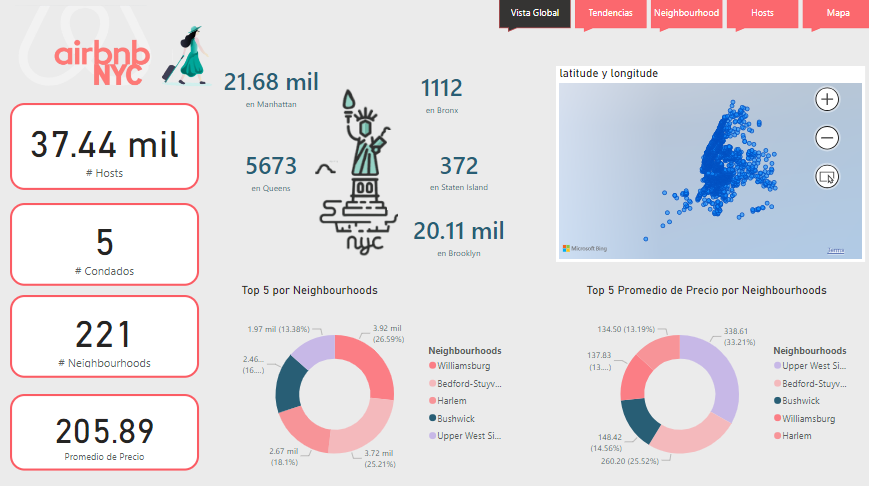 Vista Global
Tendencias
Neighbourhood
Hosts
Mapa
airbnb
NYC
37.44 mil
# Hosts
5
# Condados
221
# Neighbourhoods
205.89
Promedio de Precio
21.68 mil
en Manhattan
1112
en Bronx
5673
en Queens
372
en Staten Island
20.11 mil
en Brooklyn
nyc
latitude y longitude
Microsoft Bing
Terms
Top 5 por Neighbourhoods
1.97 mil (13.38%)
3.92 mil
(26.59%)
2.46...
(16....)
2.67 mil
(18.1%)
3.72 mil
(25.21%)
Neighbourhoods
Williamsburg
Bedford-Stuyv...
Harlem
Bushwick
Upper West Si...
Top 5 Promedio de Precio por Neighbourhoods
134.50 (13.19%)
338.61
(33.21%)
137.83
(13....)
148.42
(14.56%)
260.20 (25.52%)
Neighbourhoods
Upper West Si...
Bedford-Stuyv...
Bushwick
Williamsburg
Harlem